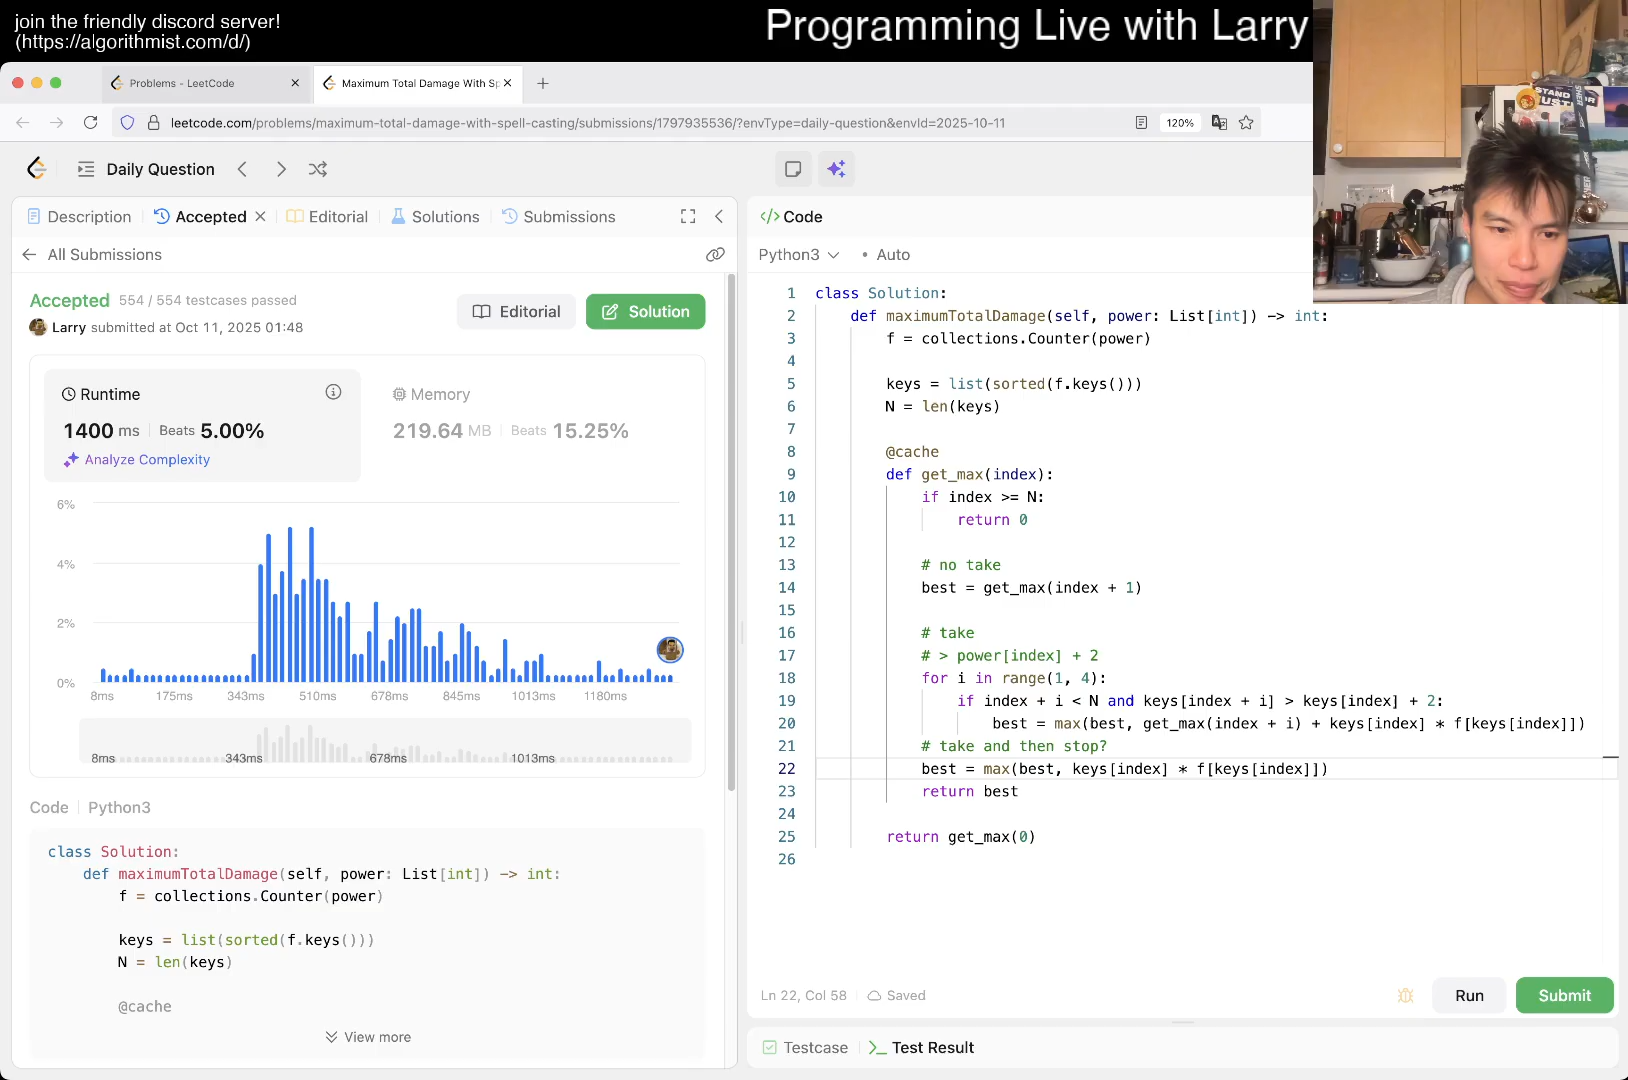 join the friendly discord server!
(https://algorithmist.com/d/)
Programming Live with Larry
Problems - LeetCode
Maximum Total Damage With Sp
leetcode.com/problems/maximum-total-damage-with-spell-casting/submissions/1797935536/?envType=daily-question&envId=2025-10-11
120%
Daily Question
Description
Accepted
Editorial
Solutions
Submissions
All Submissions
Accepted 554 / 554 testcases passed
Larry submitted at Oct 11, 2025 01:48
Editorial
Solution
Runtime
1400 ms Beats 5.00%
Analyze Complexity
Memory
219.64 MB Beats 15.25%
6%
4%
2%
0%
8ms 175ms 343ms 510ms 678ms 845ms 1013ms 1180ms
8ms 343ms 678ms 1013ms
Code Python3
class Solution:
def maximumTotalDamage(self, power: List[int]) -> int:
f = collections.Counter(power)
keys = list(sorted(f.keys()))
N = len(keys)
@cache
View more
</> Code
Python3 • Auto
1 class Solution:
2 def maximumTotalDamage(self, power: List[int]) -> int:
3 f = collections.Counter(power)
4
5 keys = list(sorted(f.keys()))
6 N = len(keys)
7
8 @cache
9 def get_max(index):
10 if index >= N:
11 return 0
12
13 # no take
14 best = get_max(index + 1)
15
16 # take
17 # > power[index] + 2
18 for i in range(1, 4):
19 if index + i < N and keys[index + i] > keys[index] + 2:
20 best = max(best, get_max(index + i) + keys[index] * f[keys[index]])
21 # take and then stop?
22 best = max(best, keys[index] * f[keys[index]])
23 return best
24
25 return get_max(0)
26
Ln 22, Col 58 Saved
Run
Submit
Testcase
Test Result